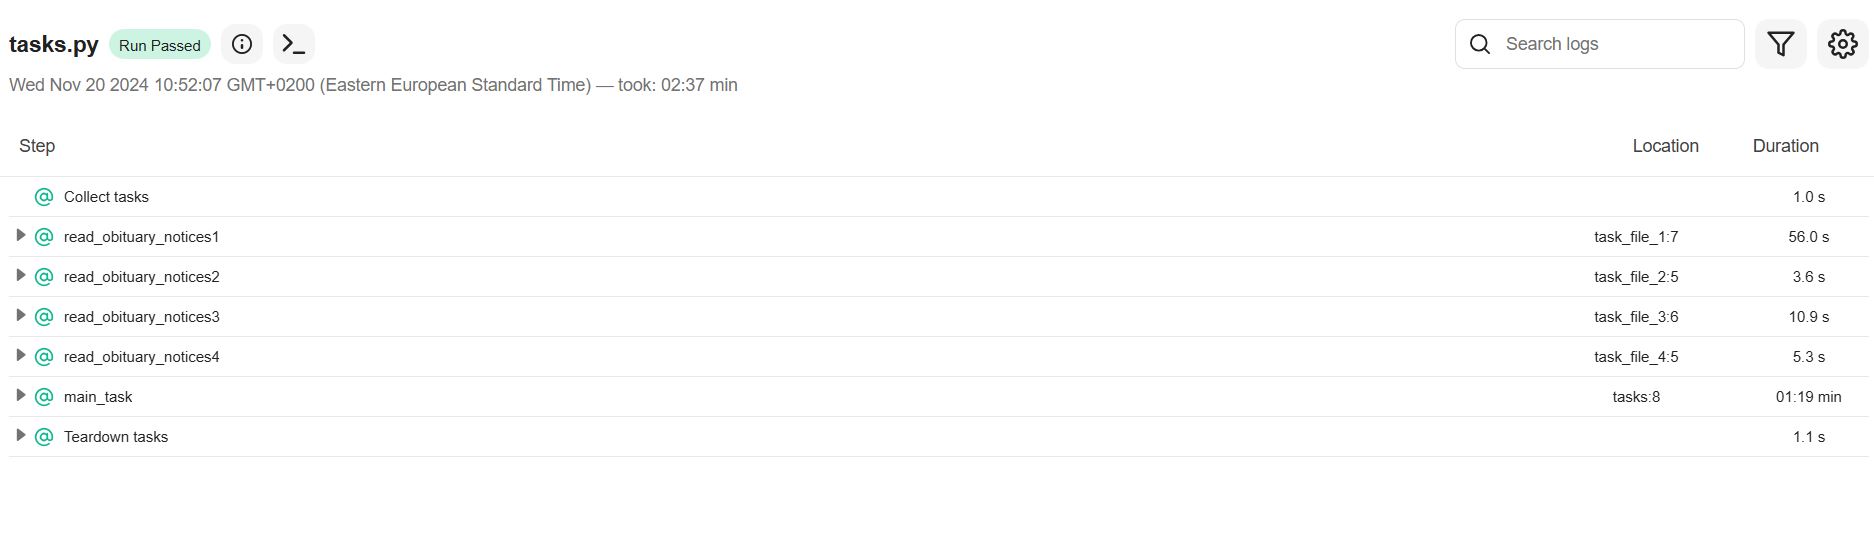 tasks.py Run Passed Search logs
Wed Nov 20 2024 10:52:07 GMT+0200 (Eastern European Standard Time) — took: 02:37 min
Step Location Duration
Collect tasks 1.0 s
read_obituary_notices1 task_file_1:7 56.0 s
read_obituary_notices2 task_file_2:5 3.6 s
read_obituary_notices3 task_file_3:6 10.9 s
read_obituary_notices4 task_file_4:5 5.3 s
main_task tasks:8 01:19 min
Teardown tasks 1.1 s